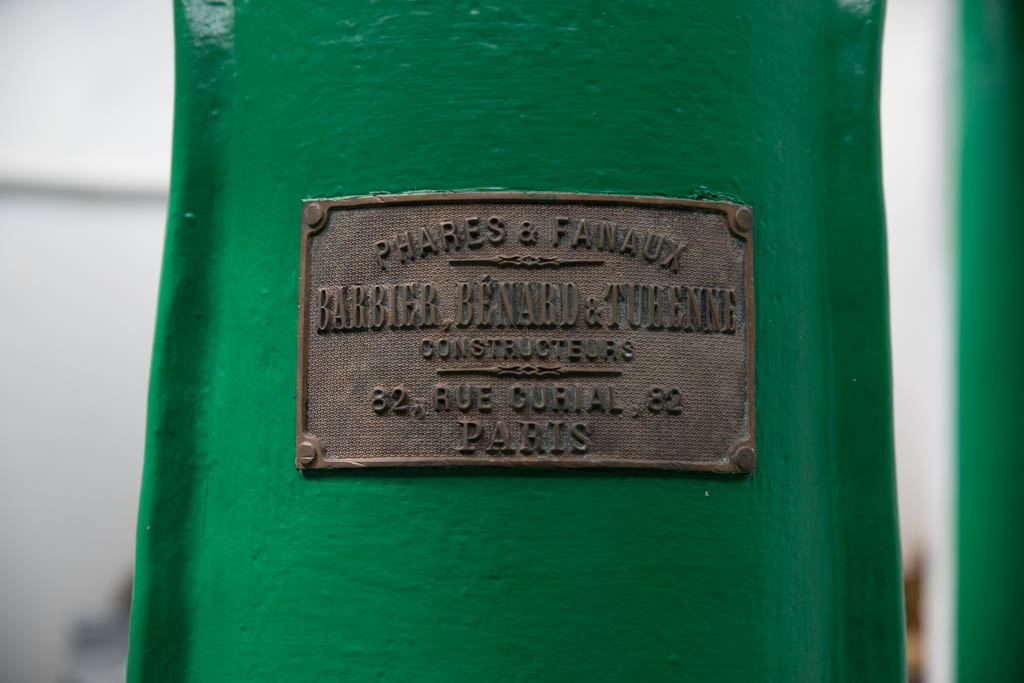 PHARES & FANAUX
BARBIER, BÉNARD & TURENNE
CONSTRUCTEURS
82, RUE CURIAL, 82
PARIS